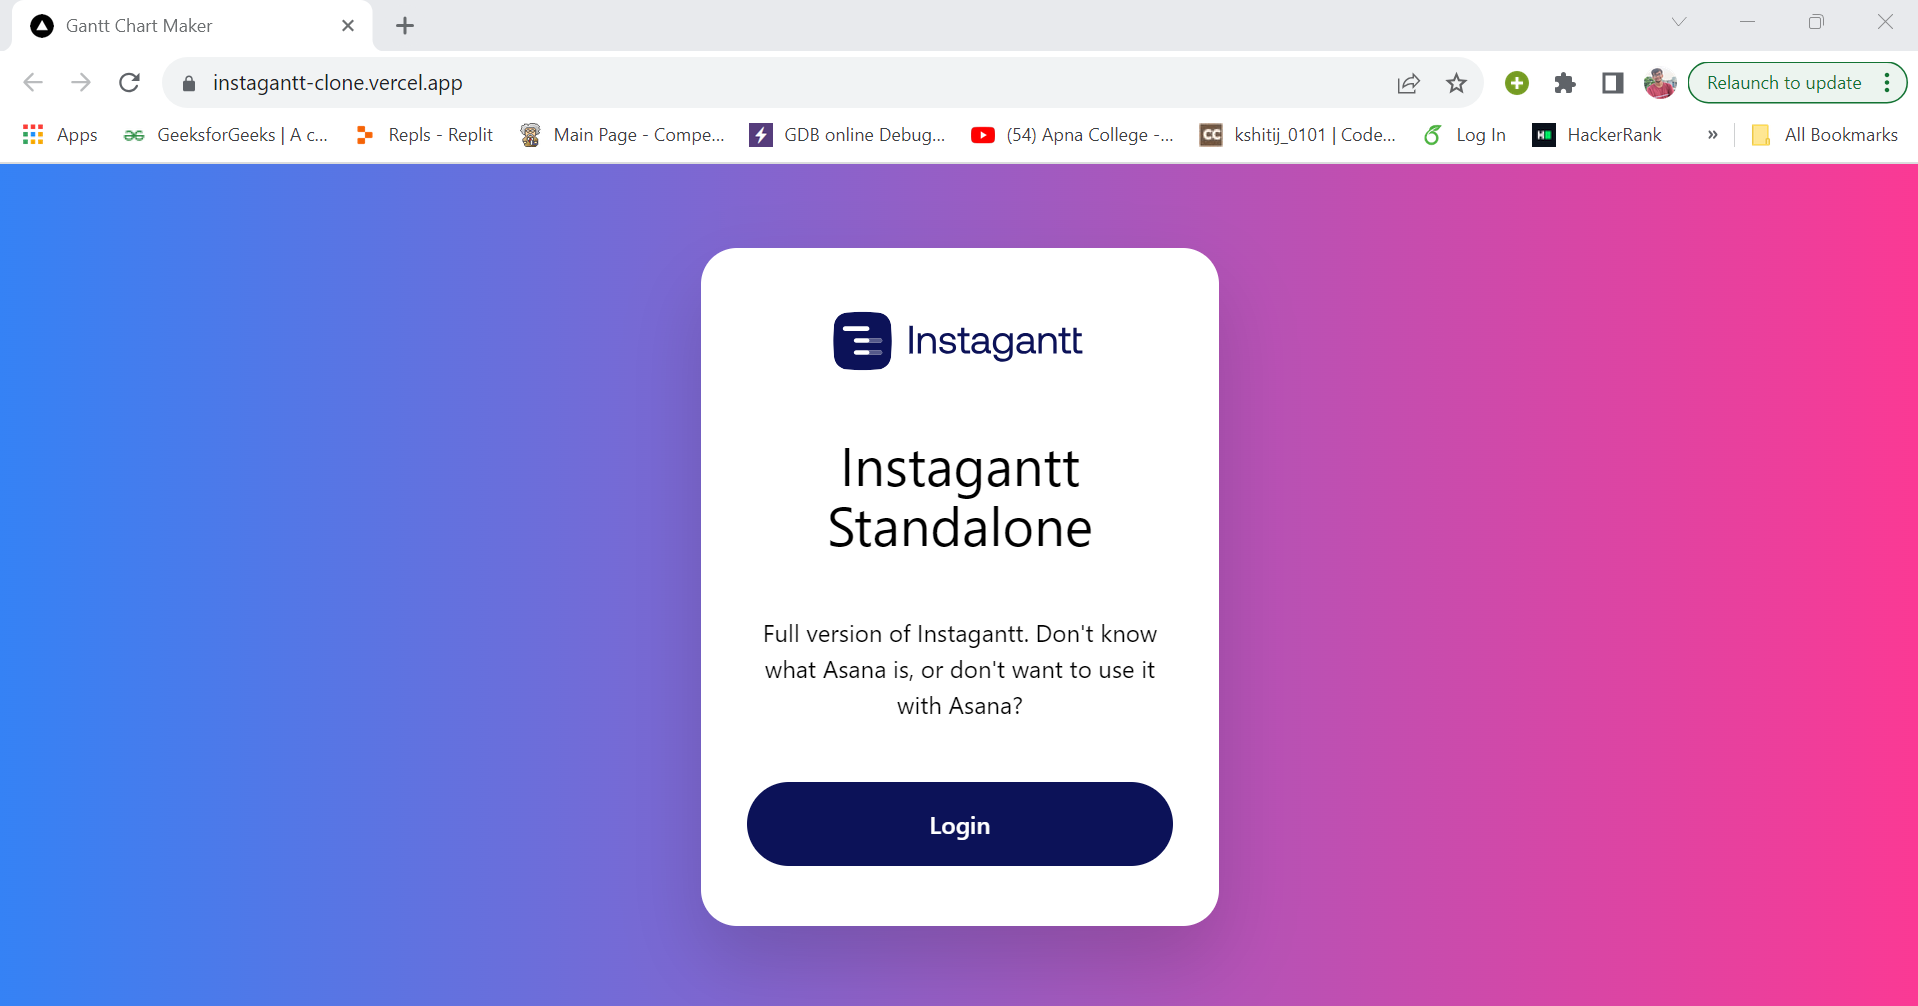 Gantt Chart Maker
instagantt-clone.vercel.app
Relaunch to update
Apps GeeksforGeeks | A c... Repls - Replit Main Page - Compe... GDB online Debug... (54) Apna College -... CC kshitij_0101 | Code... Log In H HackerRank » All Bookmarks
Instagantt
Instagantt
Standalone
Full version of Instagantt. Don't know
what Asana is, or don't want to use it
with Asana?
Login